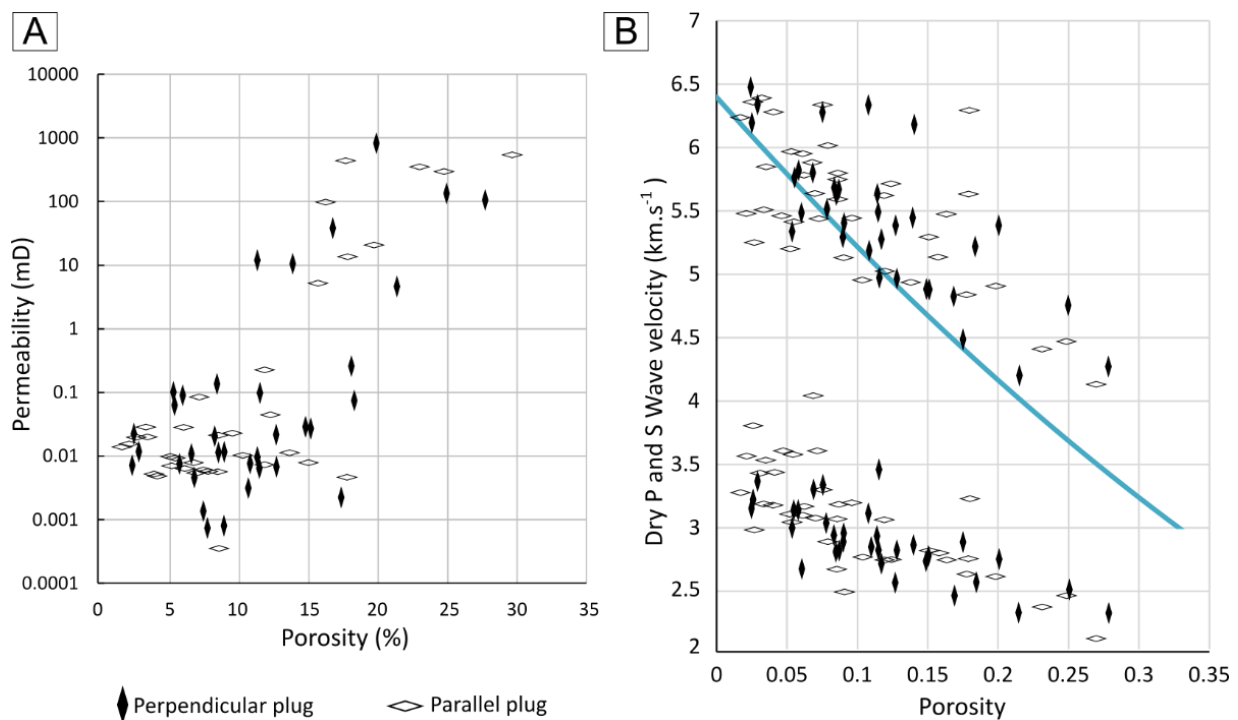 A
Permeability (mD)
10000
1000
100
10
1
0.1
0.01
0.001
0.0001
0 5 10 15 20 25 30 35
Porosity (%)
B
Dry P and S Wave velocity (km.s⁻¹)
7
6.5
6
5.5
5
4.5
4
3.5
3
2.5
2
0 0.05 0.1 0.15 0.2 0.25 0.3 0.35
Porosity
Perpendicular plug
Parallel plug